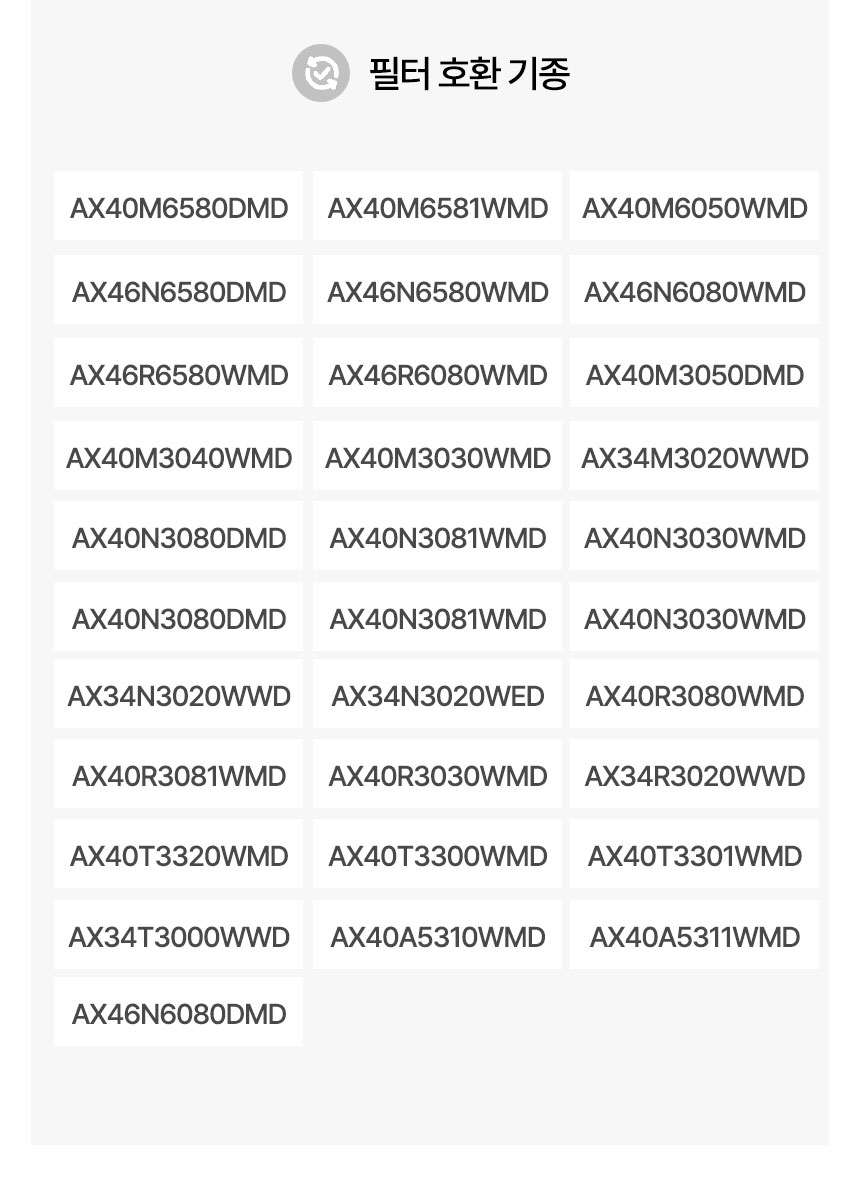 필터 호환 기종
AX40M6580DMD AX40M6581WMD AX40M6050WMD
AX46N6580DMD AX46N6580WMD AX46N6080WMD
AX46R6580WMD AX46R6080WMD AX40M3050DMD
AX40M3040WMD AX40M3030WMD AX34M3020WWD
AX40N3080DMD AX40N3081WMD AX40N3030WMD
AX40N3080DMD AX40N3081WMD AX40N3030WMD
AX34N3020WWD AX34N3020WED AX40R3080WMD
AX40R3081WMD AX40R3030WMD AX34R3020WWD
AX40T3320WMD AX40T3300WMD AX40T3301WMD
AX34T3000WWD AX40A5310WMD AX40A5311WMD
AX46N6080DMD